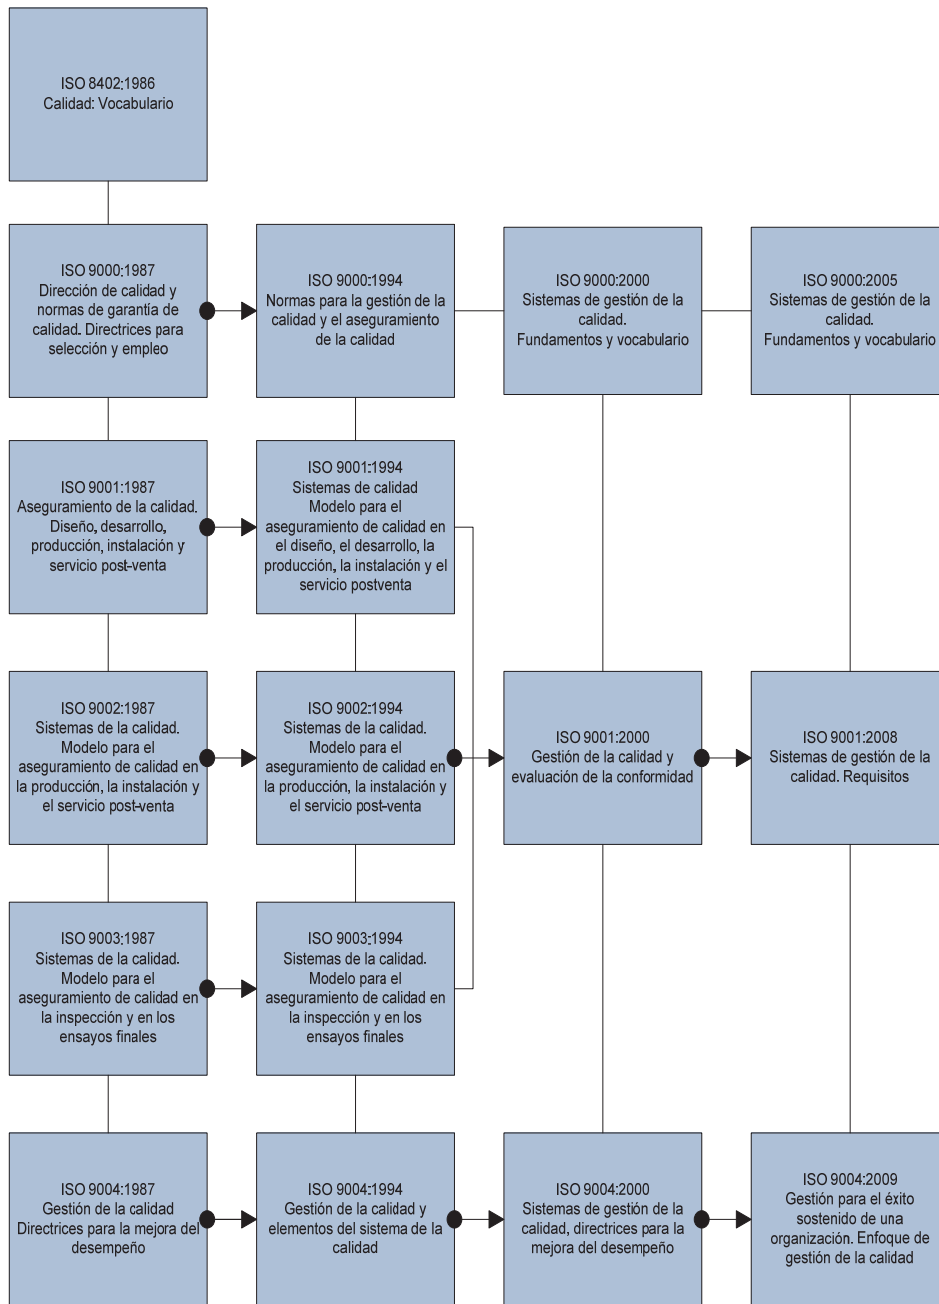 ISO 8402:1986
Calidad: Vocabulario
ISO 9000:1987
Dirección de calidad y
normas de garantía de
calidad. Directrices para
selección y empleo
ISO 9000:1994
Normas para la gestión de la
calidad y el aseguramiento
de la calidad
ISO 9000:2000
Sistemas de gestión de la
calidad.
Fundamentos y vocabulario
ISO 9000:2005
Sistemas de gestión de la
calidad.
Fundamentos y vocabulario
ISO 9001:1987
Aseguramiento de la calidad.
Diseño, desarrollo,
producción, instalación y
servicio post-venta
ISO 9001:1994
Sistemas de calidad
Modelo para el
aseguramiento de calidad en
el diseño, el desarrollo, la
producción, la instalación y el
servicio postventa
ISO 9002:1987
Sistemas de la calidad.
Modelo para el
aseguramiento de calidad en
la producción, la instalación y
el servicio post-venta
ISO 9002:1994
Sistemas de la calidad.
Modelo para el
aseguramiento de calidad en
la producción, la instalación y
el servicio post-venta
ISO 9001:2000
Gestión de la calidad y
evaluación de la conformidad
ISO 9001:2008
Sistemas de gestión de la
calidad. Requisitos
ISO 9003:1987
Sistemas de la calidad.
Modelo para el
aseguramiento de calidad en
la inspección y en los
ensayos finales
ISO 9003:1994
Sistemas de la calidad.
Modelo para el
aseguramiento de calidad en
la inspección y en los
ensayos finales
ISO 9004:1987
Gestión de la calidad
Directrices para la mejora del
desempeño
ISO 9004:1994
Gestión de la calidad y
elementos del sistema de la
calidad
ISO 9004:2000
Sistemas de gestión de la
calidad, directrices para la
mejora del desempeño
ISO 9004:2009
Gestión para el éxito
sostenido de una
organización. Enfoque de
gestión de la calidad